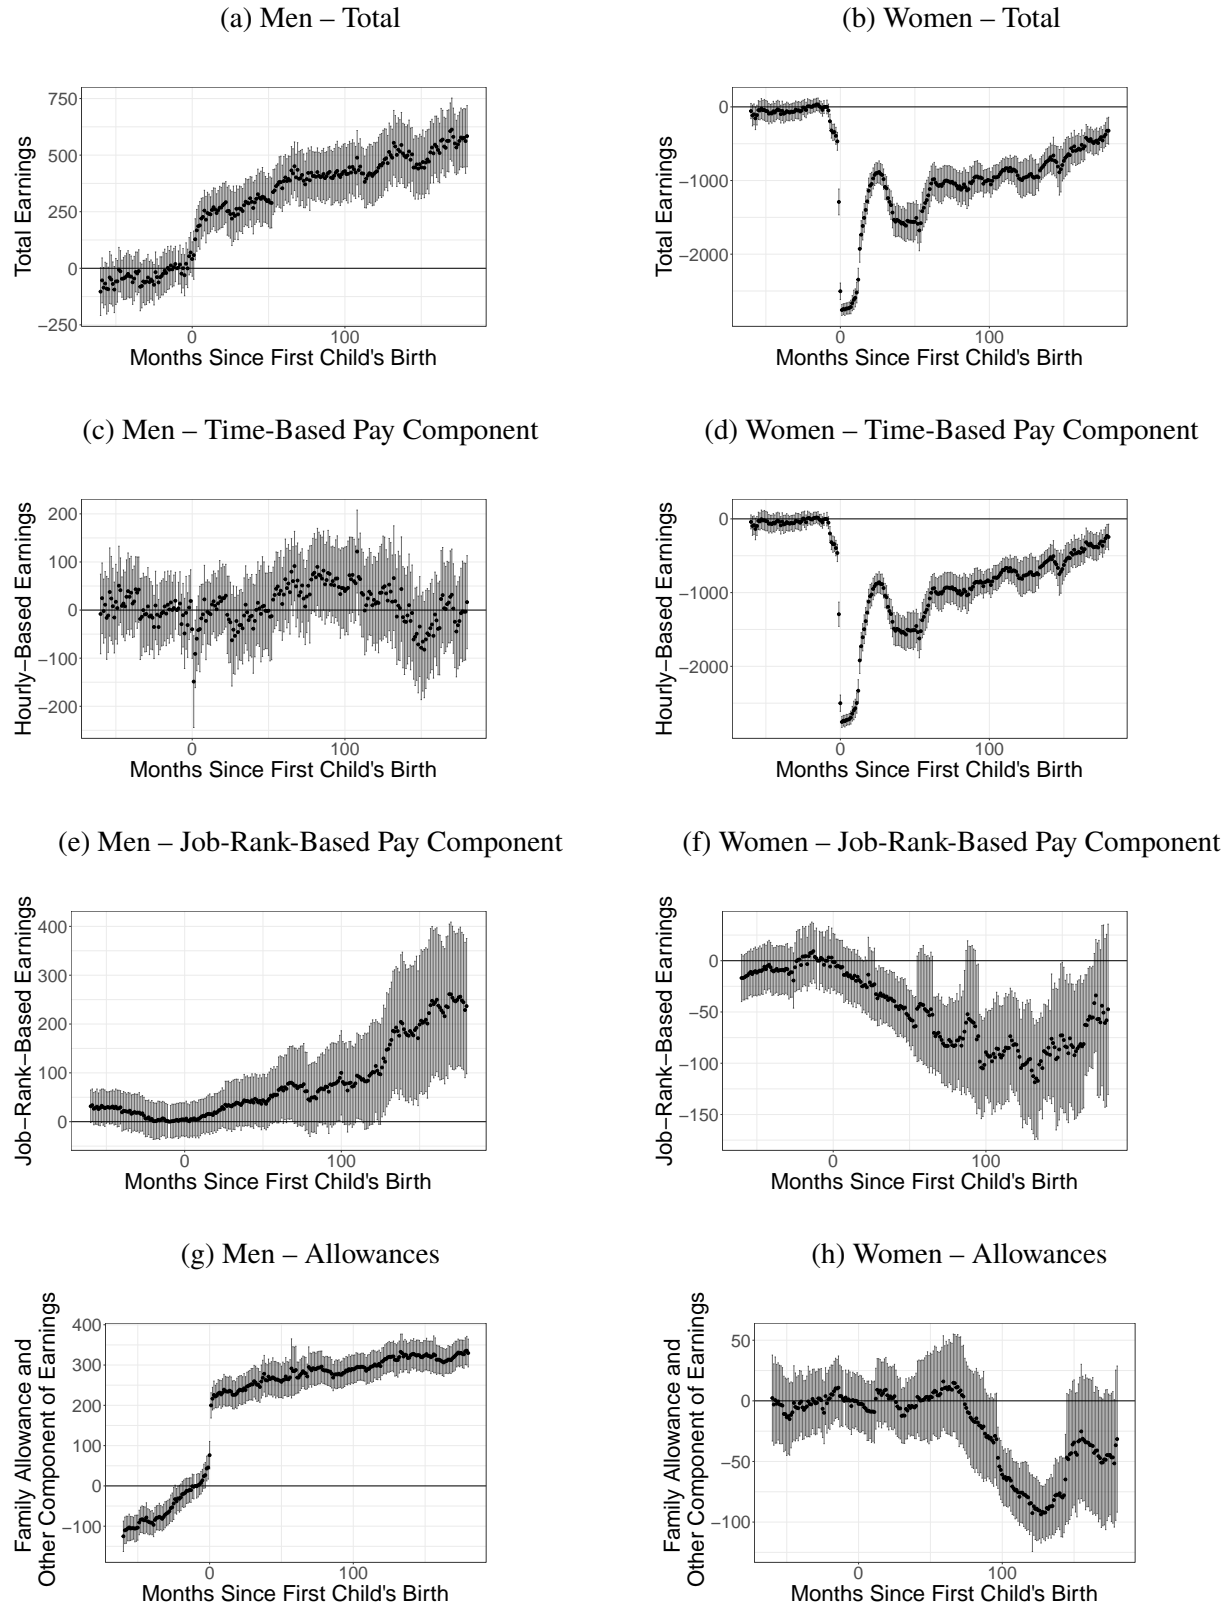 (a) Men – Total
750
500
250
0
−250
Total Earnings
0
100
Months Since First Child's Birth
(b) Women – Total
0
−1000
−2000
Total Earnings
0
100
Months Since First Child's Birth
(c) Men – Time-Based Pay Component
200
100
0
−100
−200
Hourly−Based Earnings
0
100
Months Since First Child's Birth
(d) Women – Time-Based Pay Component
0
−1000
−2000
Hourly−Based Earnings
0
100
Months Since First Child's Birth
(e) Men – Job-Rank-Based Pay Component
400
300
200
100
0
Job−Rank−Based Earnings
0
100
Months Since First Child's Birth
(f) Women – Job-Rank-Based Pay Component
0
−50
−100
−150
Job−Rank−Based Earnings
0
100
Months Since First Child's Birth
(g) Men – Allowances
400
300
200
100
0
−100
Family Allowance and
Other Component of Earnings
0
100
Months Since First Child's Birth
(h) Women – Allowances
50
0
−50
−100
Family Allowance and
Other Component of Earnings
0
100
Months Since First Child's Birth